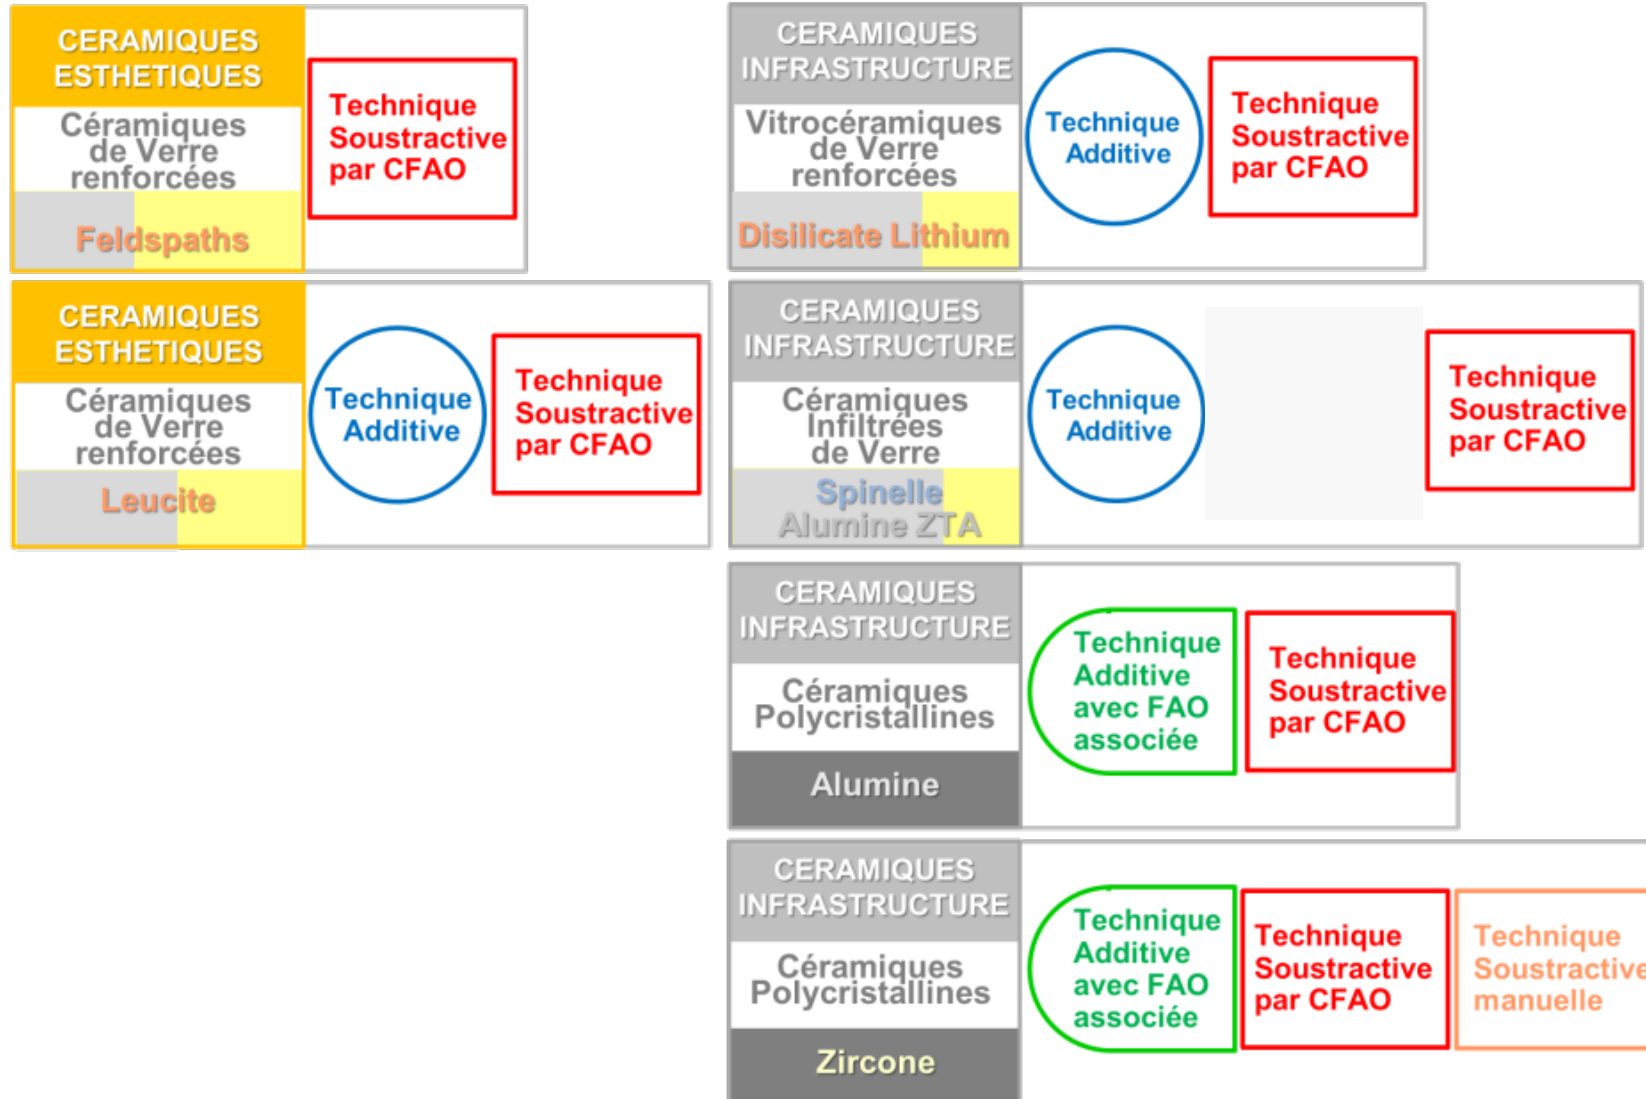 CERAMIQUES
ESTHETIQUES
Céramiques
de Verre
renforcées
Feldspaths
Technique
Soustractive
par CFAO
CERAMIQUES
INFRASTRUCTURE
Vitrocéramiques
de Verre
renforcées
Disilicate Lithium
Technique
Additive
Technique
Soustractive
par CFAO
CERAMIQUES
ESTHETIQUES
Céramiques
de Verre
renforcées
Leucite
Technique
Additive
Technique
Soustractive
par CFAO
CERAMIQUES
INFRASTRUCTURE
Céramiques
Infiltrées
de Verre
Spinelle
Alumine ZTA
Technique
Additive
Technique
Soustractive
par CFAO
CERAMIQUES
INFRASTRUCTURE
Céramiques
Polycristallines
Alumine
Technique
Additive
avec FAO
associée
Technique
Soustractive
par CFAO
CERAMIQUES
INFRASTRUCTURE
Céramiques
Polycristallines
Zircone
Technique
Additive
avec FAO
associée
Technique
Soustractive
par CFAO
Technique
Soustractive
manuelle